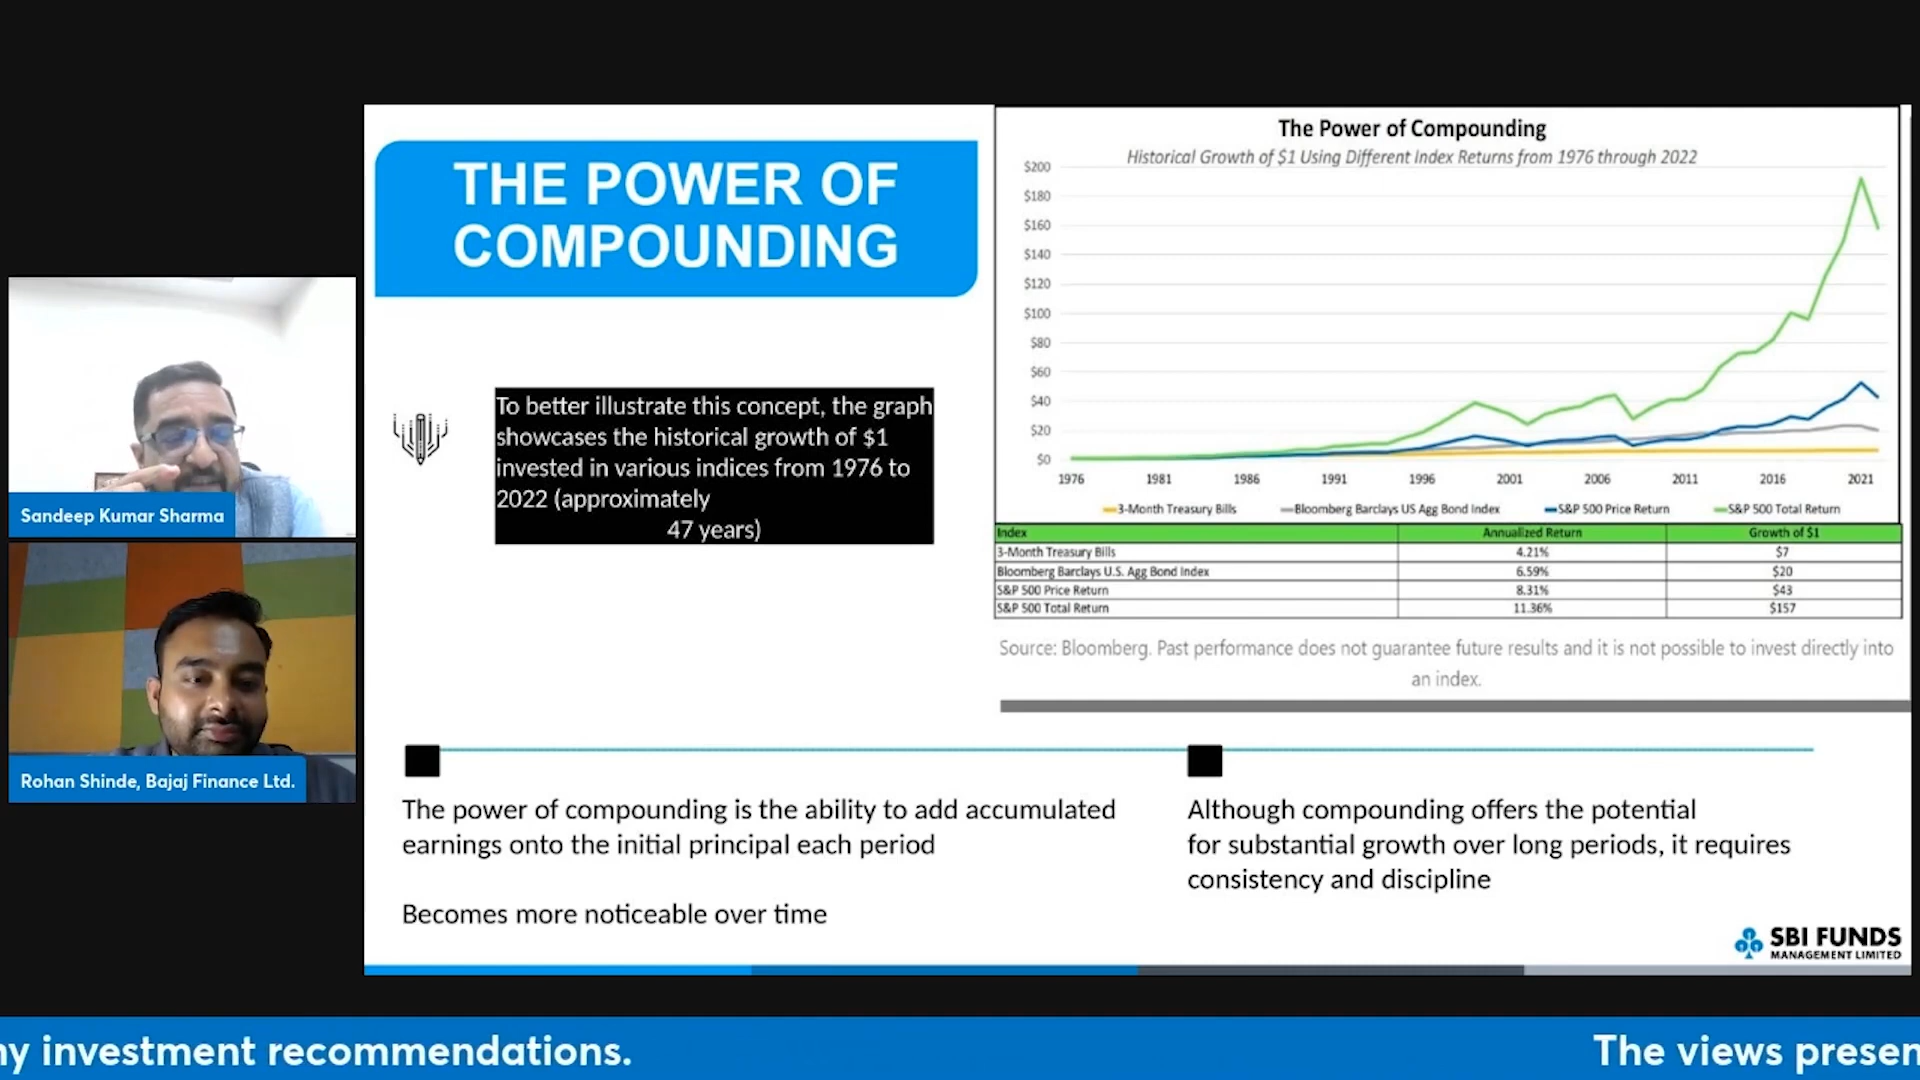 THE POWER OF
COMPOUNDING
To better illustrate this concept, the graph
showcases the historical growth of $1
invested in various indices from 1976 to
2022 (approximately
47 years)
The Power of Compounding
Historical Growth of $1 Using Different Index Returns from 1976 through 2022
$200
$180
$160
$140
$120
$100
$80
$60
$40
$20
$0
1976 1981 1986 1991 1996 2001 2006 2011 2016 2021
3-Month Treasury Bills Bloomberg Barclays US Agg Bond Index S&P 500 Price Return S&P 500 Total Return
Index Annualized Return Growth of $1
3-Month Treasury Bills 4.21% $7
Bloomberg Barclays U.S. Agg Bond Index 6.59% $20
S&P 500 Price Return 8.31% $43
S&P 500 Total Return 11.36% $157
Source: Bloomberg. Past performance does not guarantee future results and it is not possible to invest directly into
an index.
Sandeep Kumar Sharma
Rohan Shinde, Bajaj Finance Ltd.
The power of compounding is the ability to add accumulated
earnings onto the initial principal each period
Becomes more noticeable over time
Although compounding offers the potential
for substantial growth over long periods, it requires
consistency and discipline
SBI FUNDS
MANAGEMENT LIMITED
ny investment recommendations. The views presen